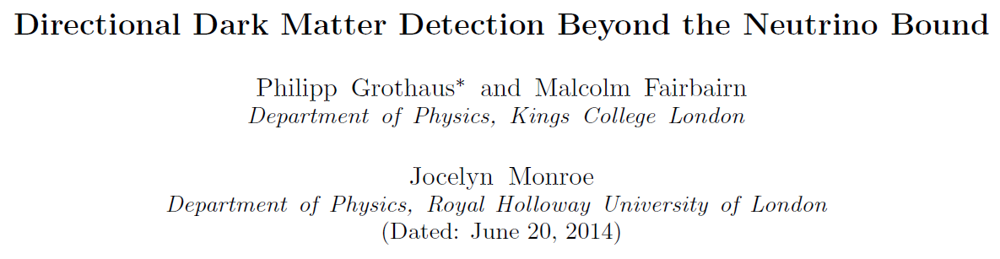 Directional Dark Matter Detection Beyond the Neutrino Bound
Philipp Grothaus* and Malcolm Fairbairn
Department of Physics, Kings College London
Jocelyn Monroe
Department of Physics, Royal Holloway University of London
(Dated: June 20, 2014)